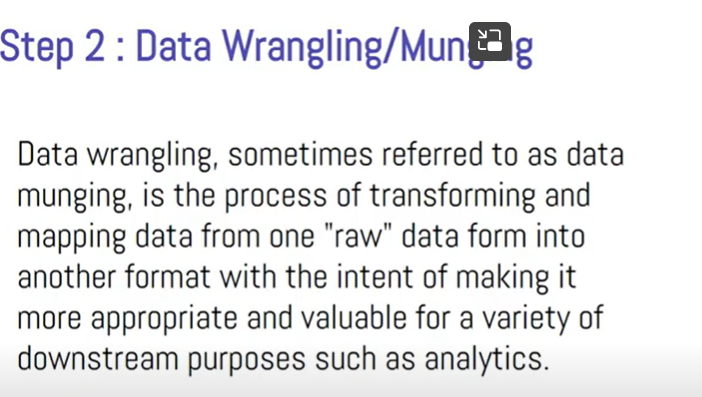 Step 2 : Data Wrangling/Munging
Data wrangling, sometimes referred to as data
munging, is the process of transforming and
mapping data from one "raw" data form into
another format with the intent of making it
more appropriate and valuable for a variety of
downstream purposes such as analytics.